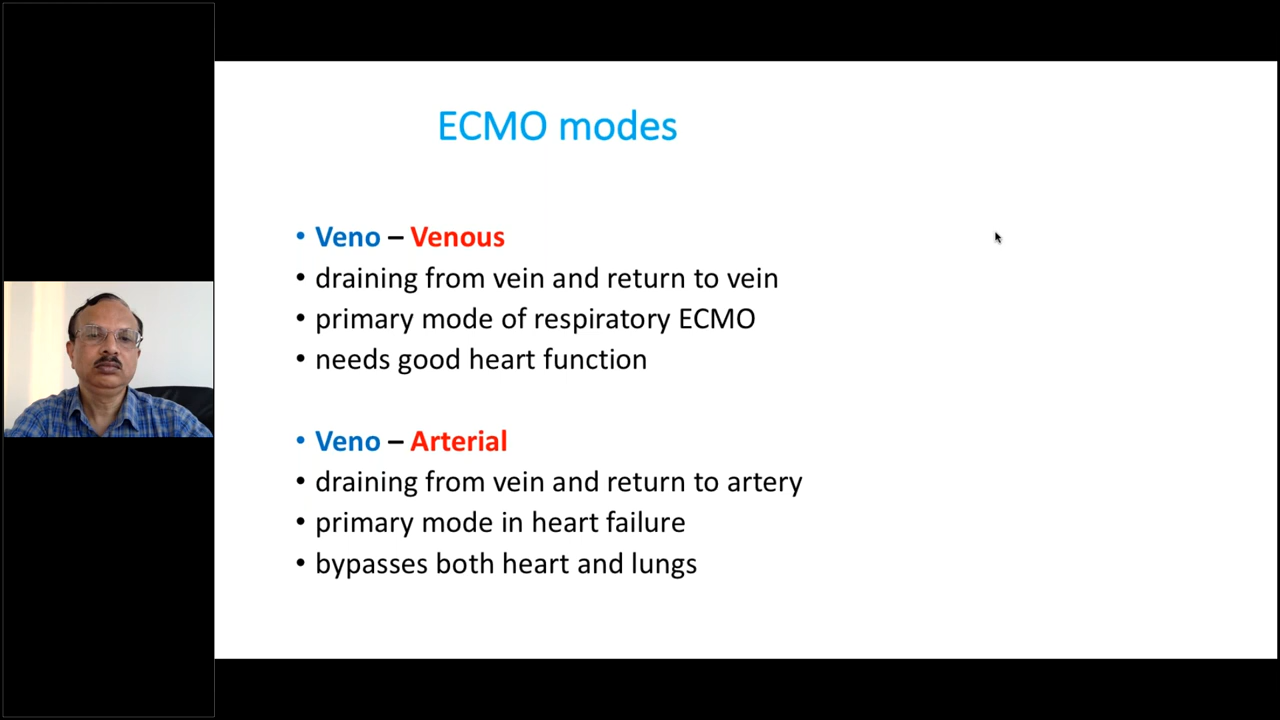 ECMO modes
• Veno – Venous
• draining from vein and return to vein
• primary mode of respiratory ECMO
• needs good heart function
• Veno – Arterial
• draining from vein and return to artery
• primary mode in heart failure
• bypasses both heart and lungs